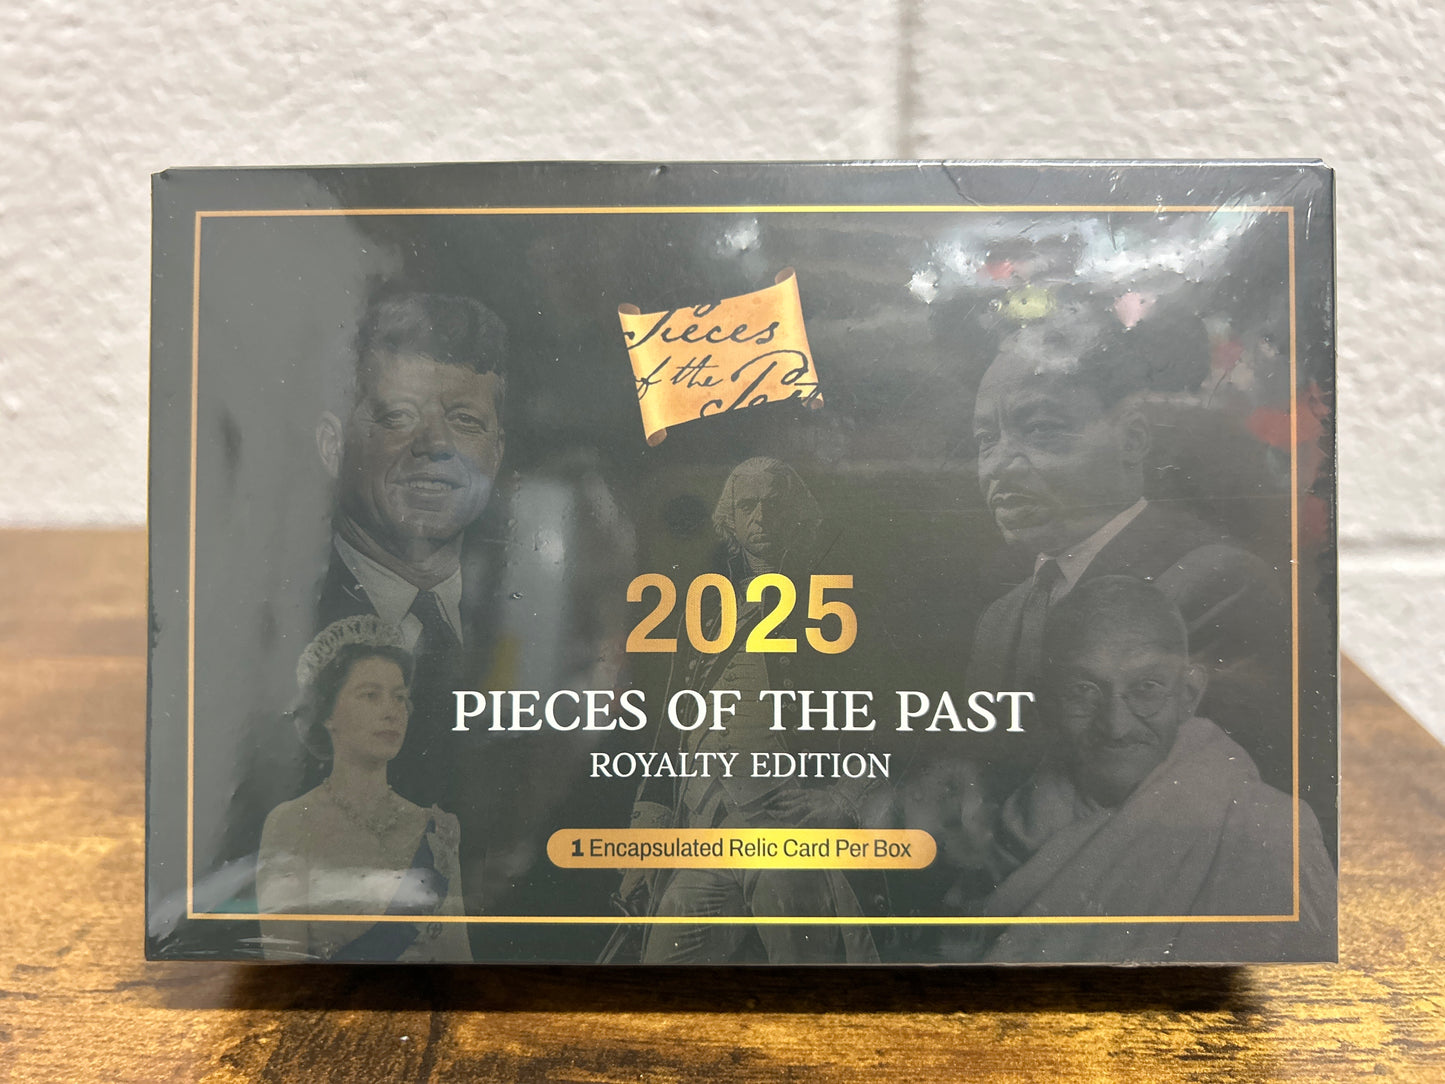 Pieces
of the Past
2025
PIECES OF THE PAST
ROYALTY EDITION
1 Encapsulated Relic Card Per Box